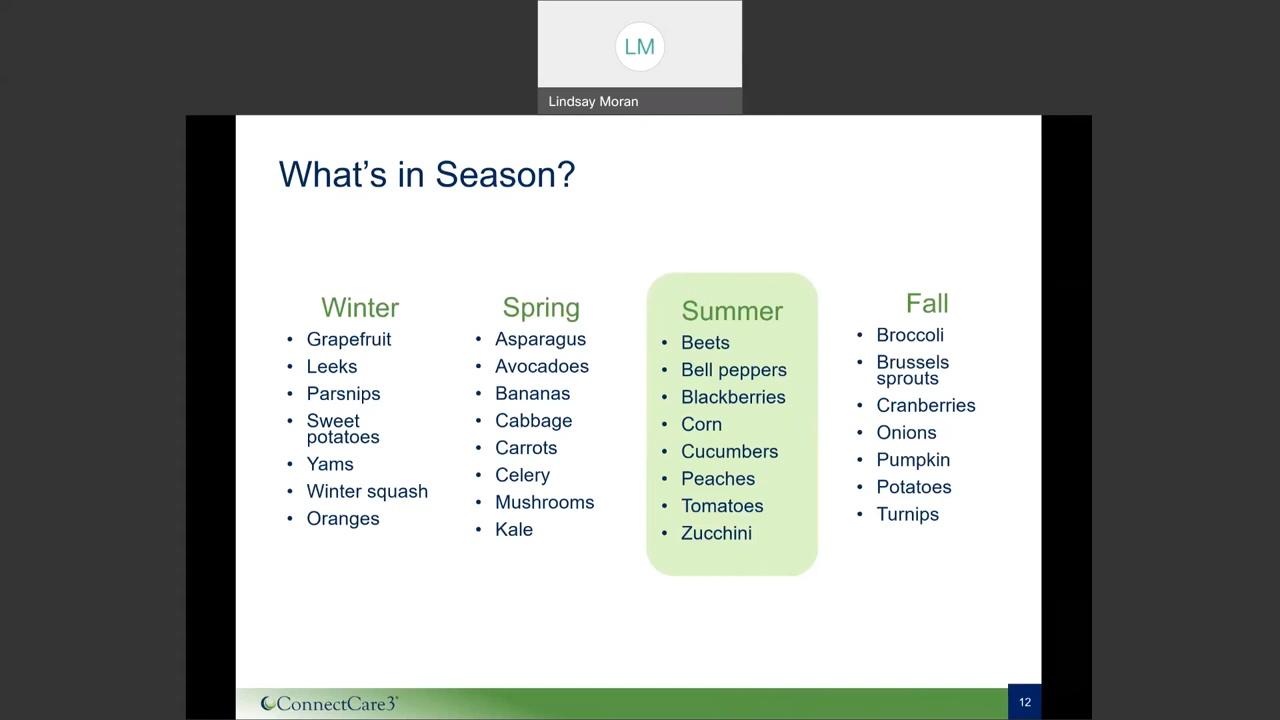 LM
Lindsay Moran
What’s in Season?
Winter
• Grapefruit
• Leeks
• Parsnips
• Sweet
potatoes
• Yams
• Winter squash
• Oranges
Spring
• Asparagus
• Avocadoes
• Bananas
• Cabbage
• Carrots
• Celery
• Mushrooms
• Kale
Summer
• Beets
• Bell peppers
• Blackberries
• Corn
• Cucumbers
• Peaches
• Tomatoes
• Zucchini
Fall
• Broccoli
• Brussels
sprouts
• Cranberries
• Onions
• Pumpkin
• Potatoes
• Turnips
ConnectCare3
12